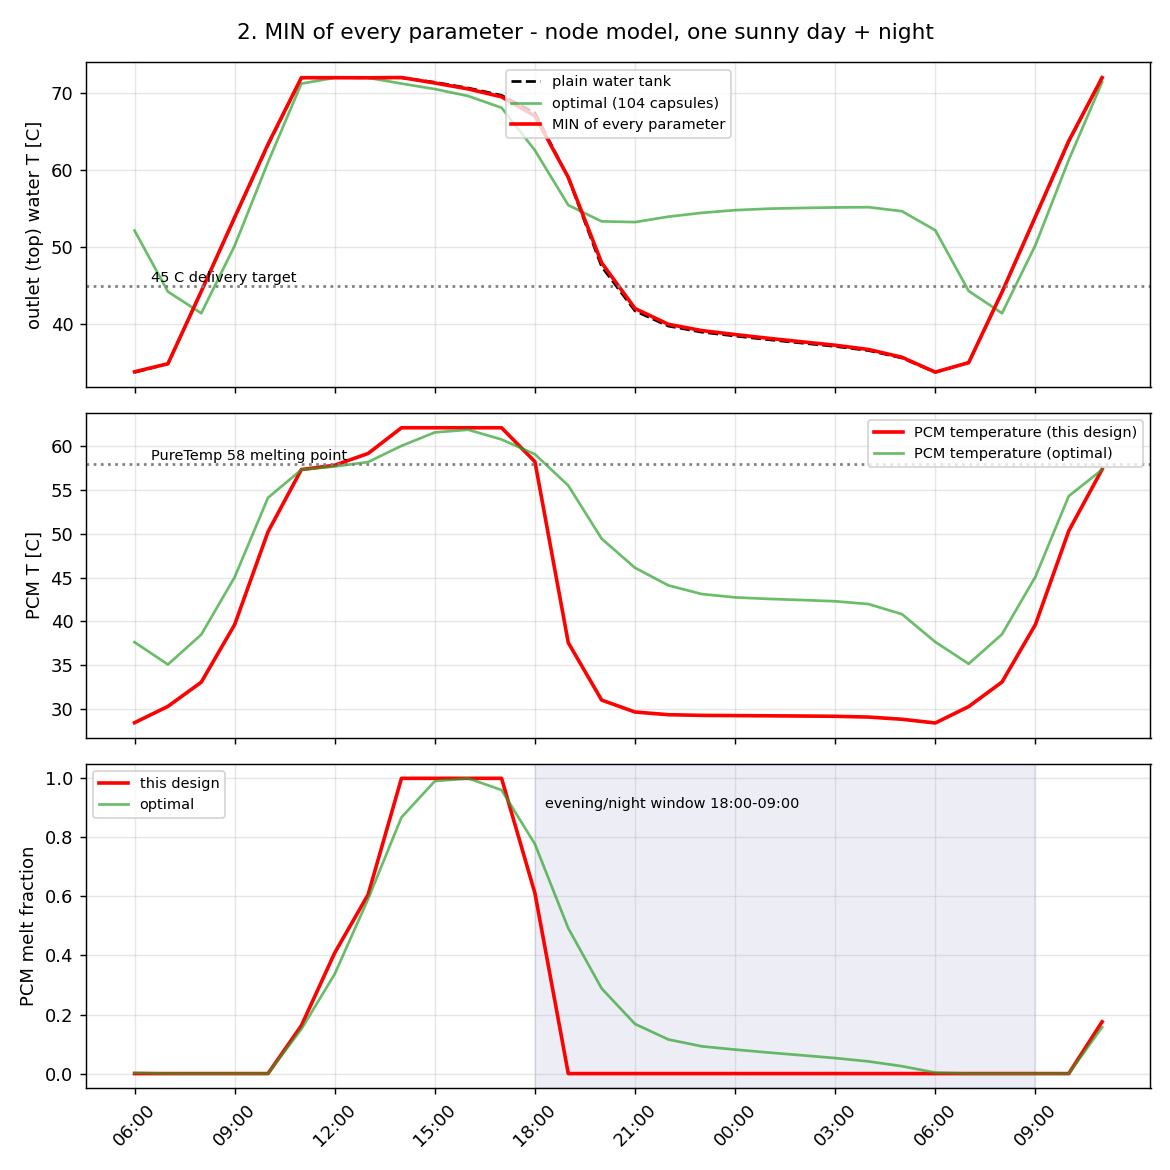 2. MIN of every parameter - node model, one sunny day + night
outlet (top) water T [C]
70
60
50
40
plain water tank
optimal (104 capsules)
MIN of every parameter
45 C delivery target
PCM T [C]
60
55
50
45
40
35
30
PureTemp 58 melting point
PCM temperature (this design)
PCM temperature (optimal)
PCM melt fraction
1.0
0.8
0.6
0.4
0.2
0.0
this design
optimal
evening/night window 18:00-09:00
06:00
09:00
12:00
15:00
18:00
21:00
00:00
03:00
06:00
09:00